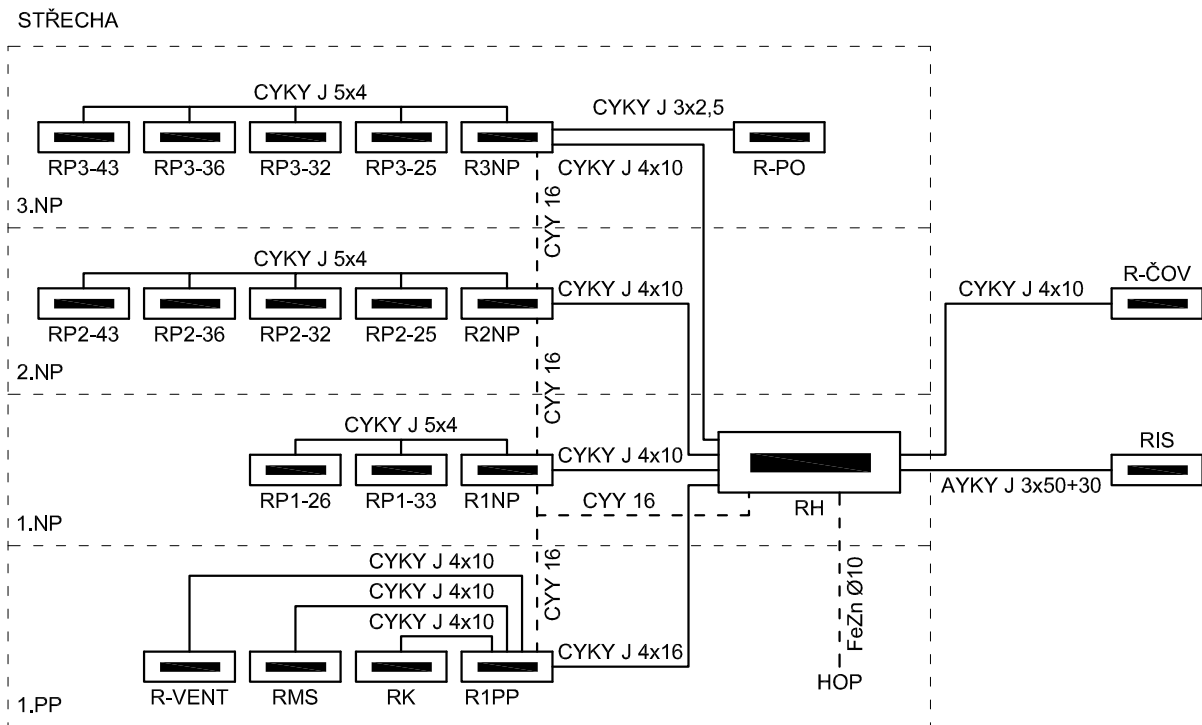 STŘECHA
CYKY J 5x4
CYKY J 3x2,5
RP3-43
RP3-36
RP3-32
RP3-25
R3NP
CYKY J 4x10
R-PO
3.NP
CYY 16
CYKY J 5x4
RP2-43
RP2-36
RP2-32
RP2-25
R2NP
CYKY J 4x10
CYKY J 4x10
R-ČOV
2.NP
CYY 16
CYKY J 5x4
RP1-26
RP1-33
R1NP
CYKY J 4x10
RH
RIS
AYKY J 3x50+30
CYY 16
1.NP
CYKY J 4x10
CYKY J 4x10
CYKY J 4x10
CYY 16
R-VENT
RMS
RK
R1PP
CYKY J 4x16
FeZn Ø10
HOP
1.PP